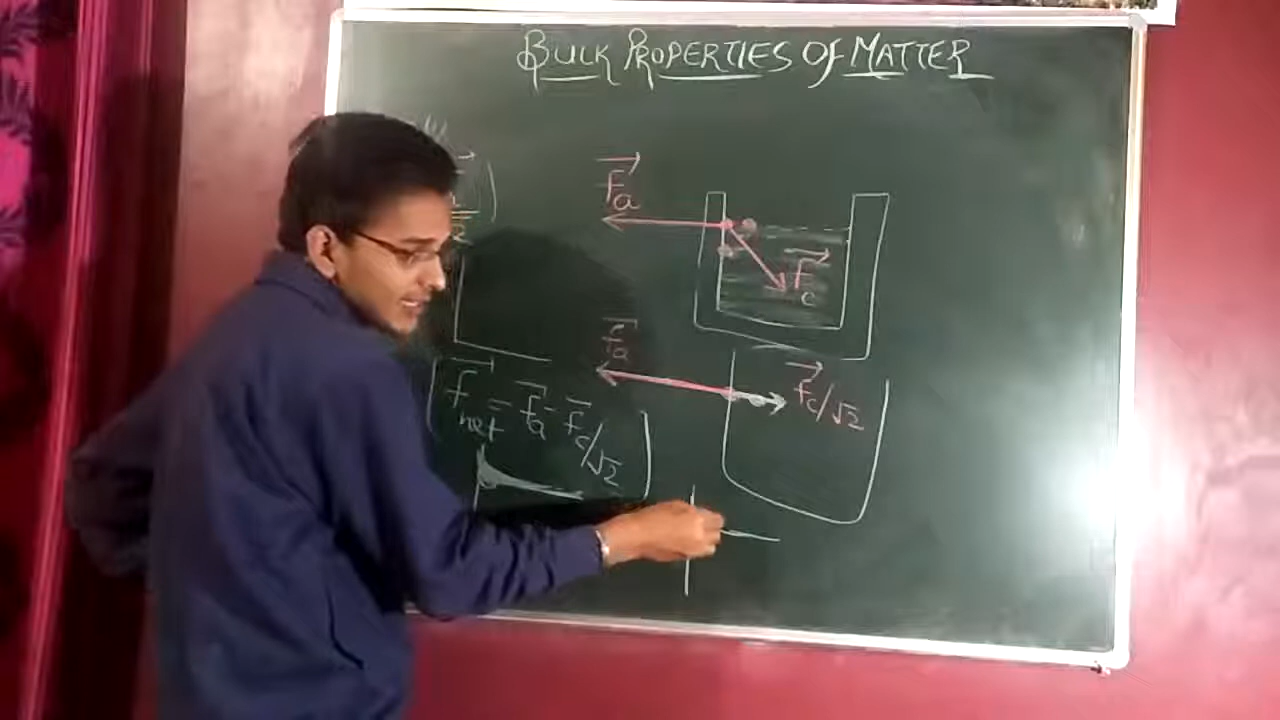 BULK PROPERTIES OF MATTER
Fa
Fc
Fa
Fc/√2
Fnet = Fa - Fc/√2